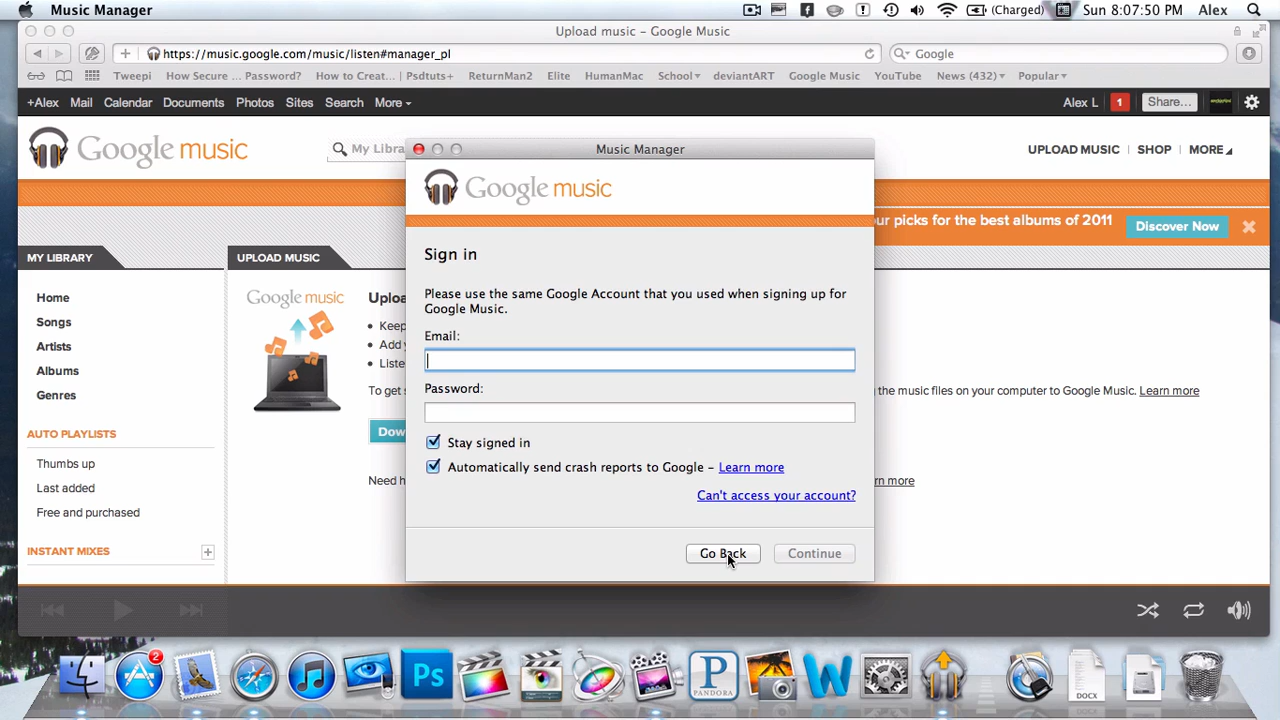 Music Manager
(Charged)
Sun 8:07:50 PM
Alex
Upload music – Google Music
https://music.google.com/music/listen#manager_pl
Google
Tweepi
How Secure ... Password?
How to Creat... | Psdtuts+
ReturnMan2
Elite
HumanMac
School
deviantART
Google Music
YouTube
News (432)
Popular
+Alex
Mail
Calendar
Documents
Photos
Sites
Search
More
Alex L
1
Share...
Google music
My Libra
UPLOAD MUSIC
SHOP
MORE
our picks for the best albums of 2011
Discover Now
MY LIBRARY
UPLOAD MUSIC
Home
Songs
Artists
Albums
Genres
AUTO PLAYLISTS
Thumbs up
Last added
Free and purchased
INSTANT MIXES
Google music
Uploa
• Keep
• Add y
• Liste
To get s
the music files on your computer to Google Music. Learn more
Dow
Need h
rn more
Music Manager
Google music
Sign in
Please use the same Google Account that you used when signing up for
Google Music.
Email:
Password:
Stay signed in
Automatically send crash reports to Google – Learn more
Can't access your account?
Go Back
Continue
2
Ps
P
PANDORA
W
DOCX